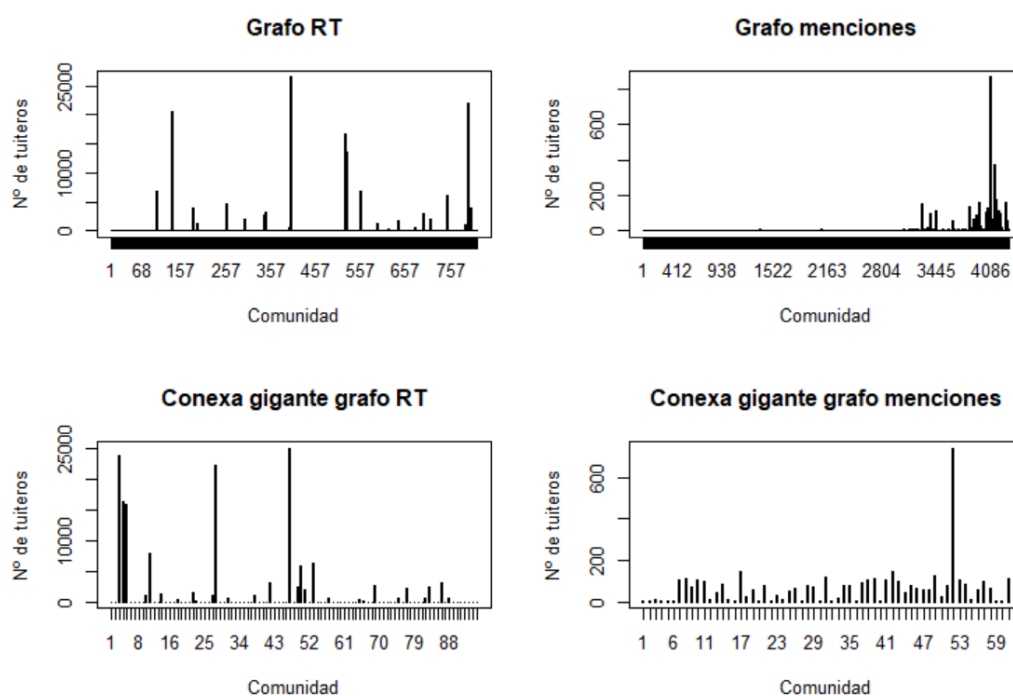 Grafo RT
Nº de tuiteros
25000
10000
0
1 68 157 257 357 457 557 657 757
Comunidad
Grafo menciones
Nº de tuiteros
600
200
0
1 412 938 1522 2163 2804 3445 4086
Comunidad
Conexa gigante grafo RT
Nº de tuiteros
25000
10000
0
1 8 16 25 34 43 52 61 70 79 88
Comunidad
Conexa gigante grafo menciones
Nº de tuiteros
600
200
0
1 6 11 17 23 29 35 41 47 53 59
Comunidad